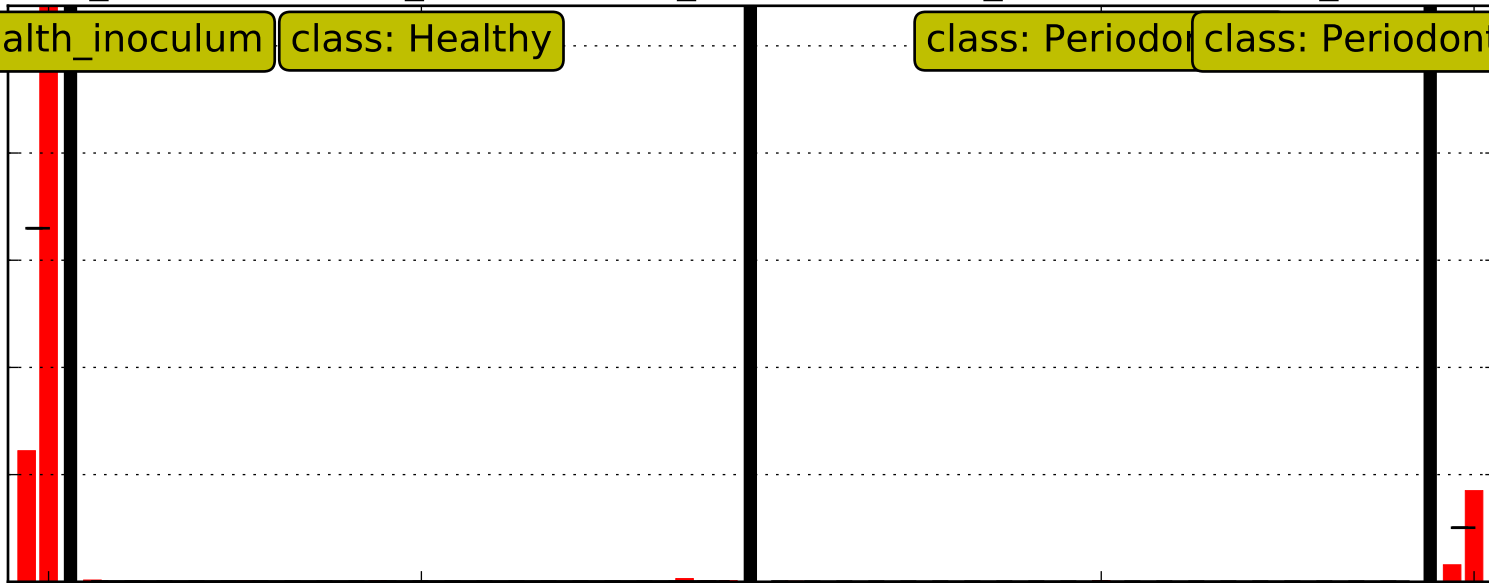 alth_inoculum
class: Healthy
class: Periodon
class: Periodont